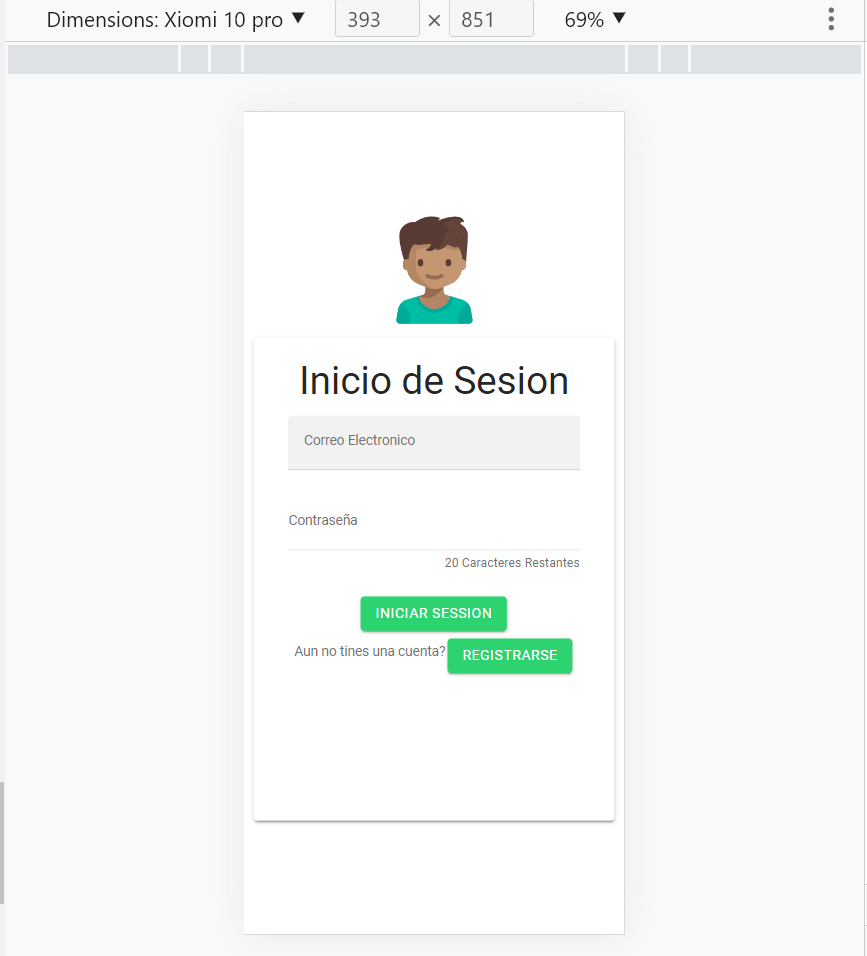 Dimensions: Xiomi 10 pro ▼ 393 × 851 69% ▼
Inicio de Sesion
Correo Electronico
Contraseña
20 Caracteres Restantes
INICIAR SESSION
Aun no tines una cuenta? REGISTRARSE